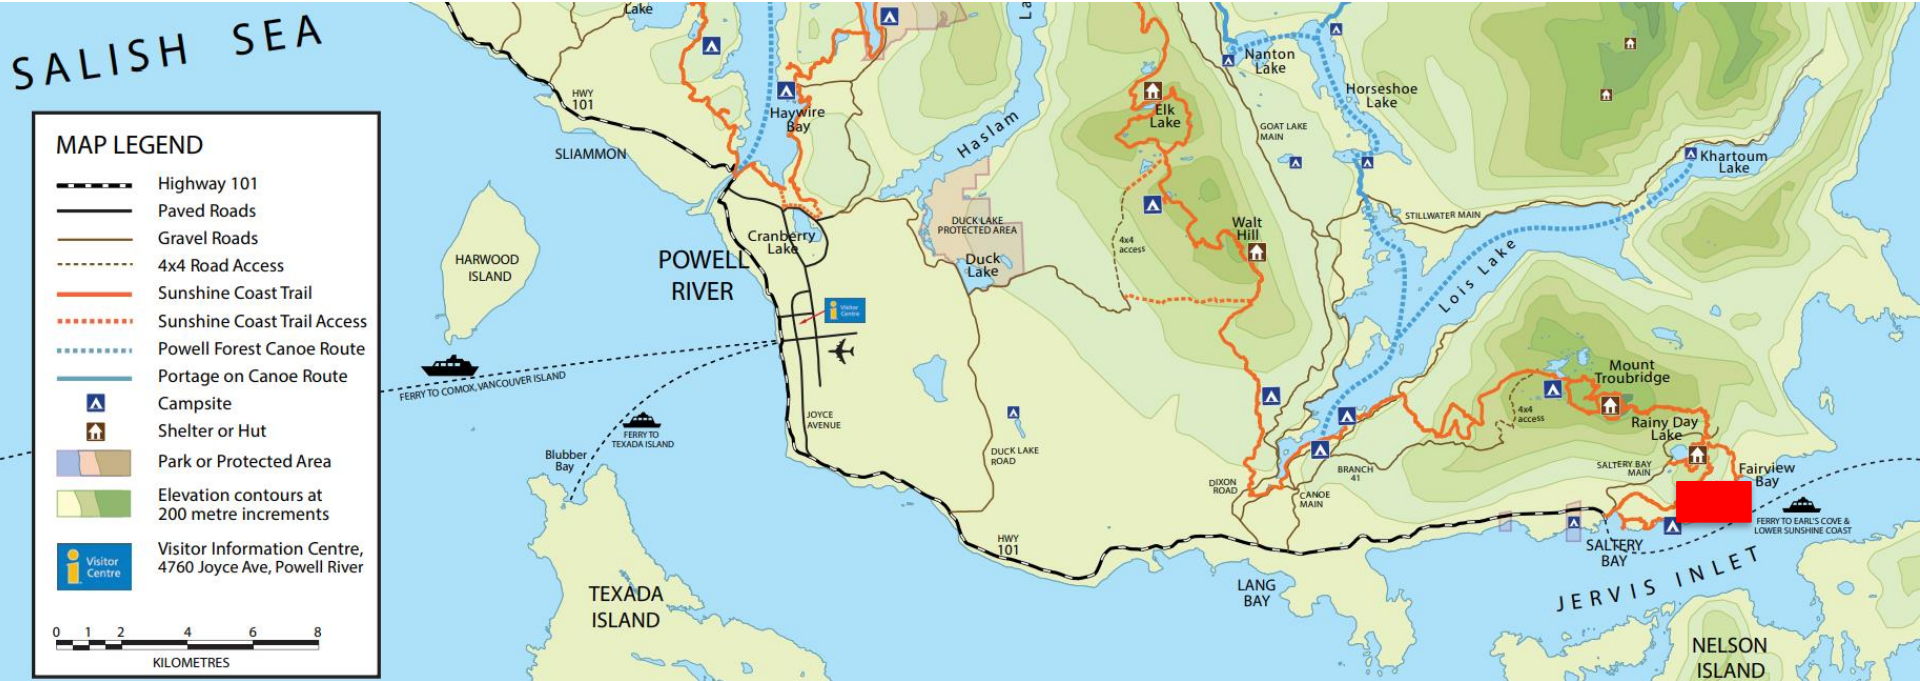 SALISH SEA
MAP LEGEND
Highway 101
Paved Roads
Gravel Roads
4x4 Road Access
Sunshine Coast Trail
Sunshine Coast Trail Access
Powell Forest Canoe Route
Portage on Canoe Route
Campsite
Shelter or Hut
Park or Protected Area
Elevation contours at
200 metre increments
Visitor
Centre
Visitor Information Centre,
4760 Joyce Ave, Powell River
0 1 2 4 6 8
KILOMETRES
Lake
HWY
101
SLIAMMON
HARWOOD
ISLAND
Haywire
Bay
Cranberry
Lake
POWELL
RIVER
Visitor
Centre
FERRY TO COMOX, VANCOUVER ISLAND
FERRY TO
TEXADA ISLAND
Blubber
Bay
JOYCE
AVENUE
TEXADA
ISLAND
La
Haslam
DUCK LAKE
PROTECTED AREA
Duck
Lake
DUCK LAKE
ROAD
HWY
101
Elk
Lake
4x4
access
Walt
Hill
Nanton
Lake
Horseshoe
Lake
GOAT LAKE
MAIN
STILLWATER MAIN
Khartoum
Lake
Lois Lake
DIXON
ROAD
CANOE
MAIN
BRANCH
41
LANG
BAY
4x4
access
Mount
Troubridge
Rainy Day
Lake
SALTERY BAY
MAIN
Fairview
Bay
FERRY TO EARL'S COVE &
LOWER SUNSHINE COAST
SALTERY
BAY
JERVIS INLET
NELSON
ISLAND